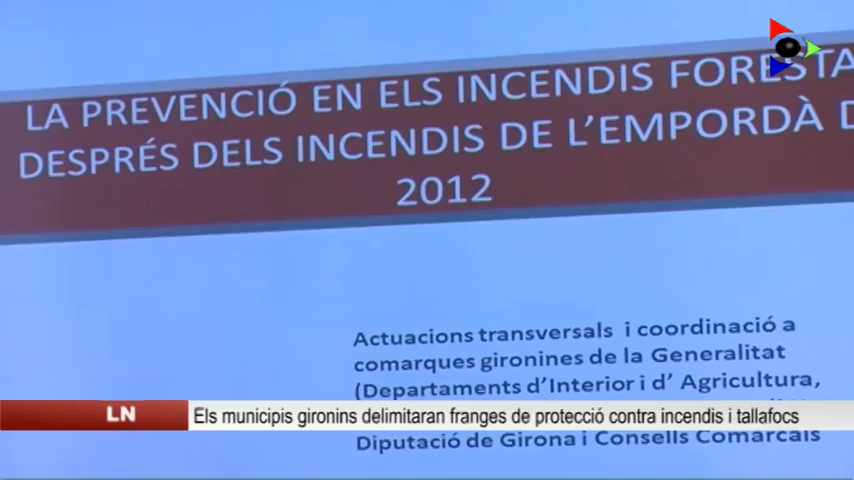 LA PREVENCIÓ EN ELS INCENDIS FORESTA
DESPRÉS DELS INCENDIS DE L'EMPORDÀ D
2012
Actuacions transversals i coordinació a
comarques gironines de la Generalitat
(Departaments d'Interior i d' Agricultura,
LN Els municipis gironins delimitaran franges de protecció contra incendis i tallafocs
Diputació de Girona i Consells Comarcals